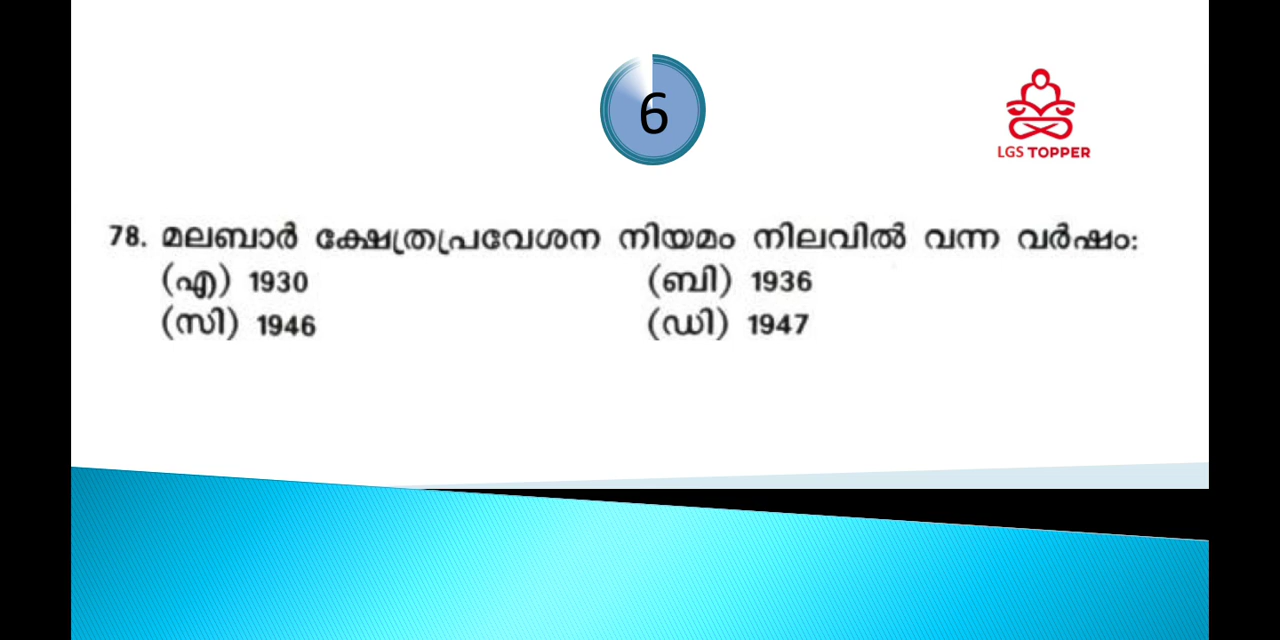 6
LGS TOPPER
78. മലബാർ ക്ഷേത്രപ്രവേശന നിയമം നിലവിൽ വന്ന വർഷം:
(എ) 1930 (ബി) 1936
(സി) 1946 (ഡി) 1947